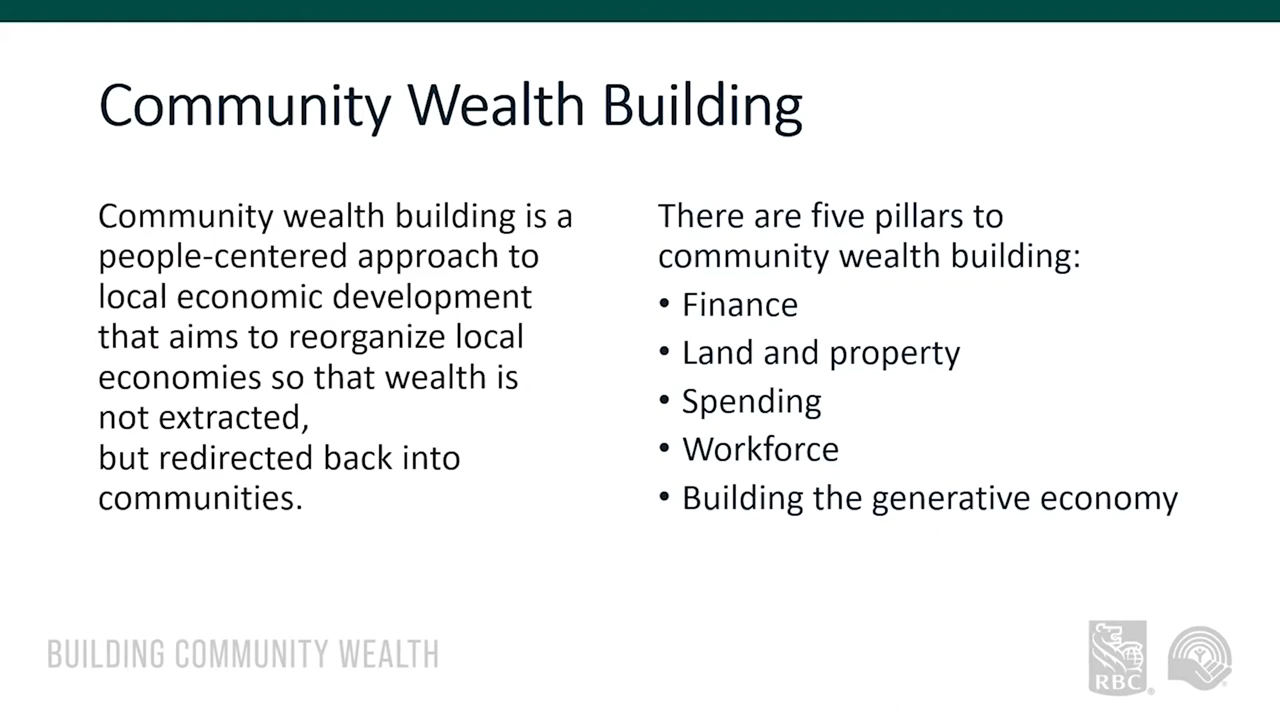 Community Wealth Building
Community wealth building is a
people-centered approach to
local economic development
that aims to reorganize local
economies so that wealth is
not extracted,
but redirected back into
communities.
There are five pillars to
community wealth building:
• Finance
• Land and property
• Spending
• Workforce
• Building the generative economy
BUILDING COMMUNITY WEALTH
RBC®
®